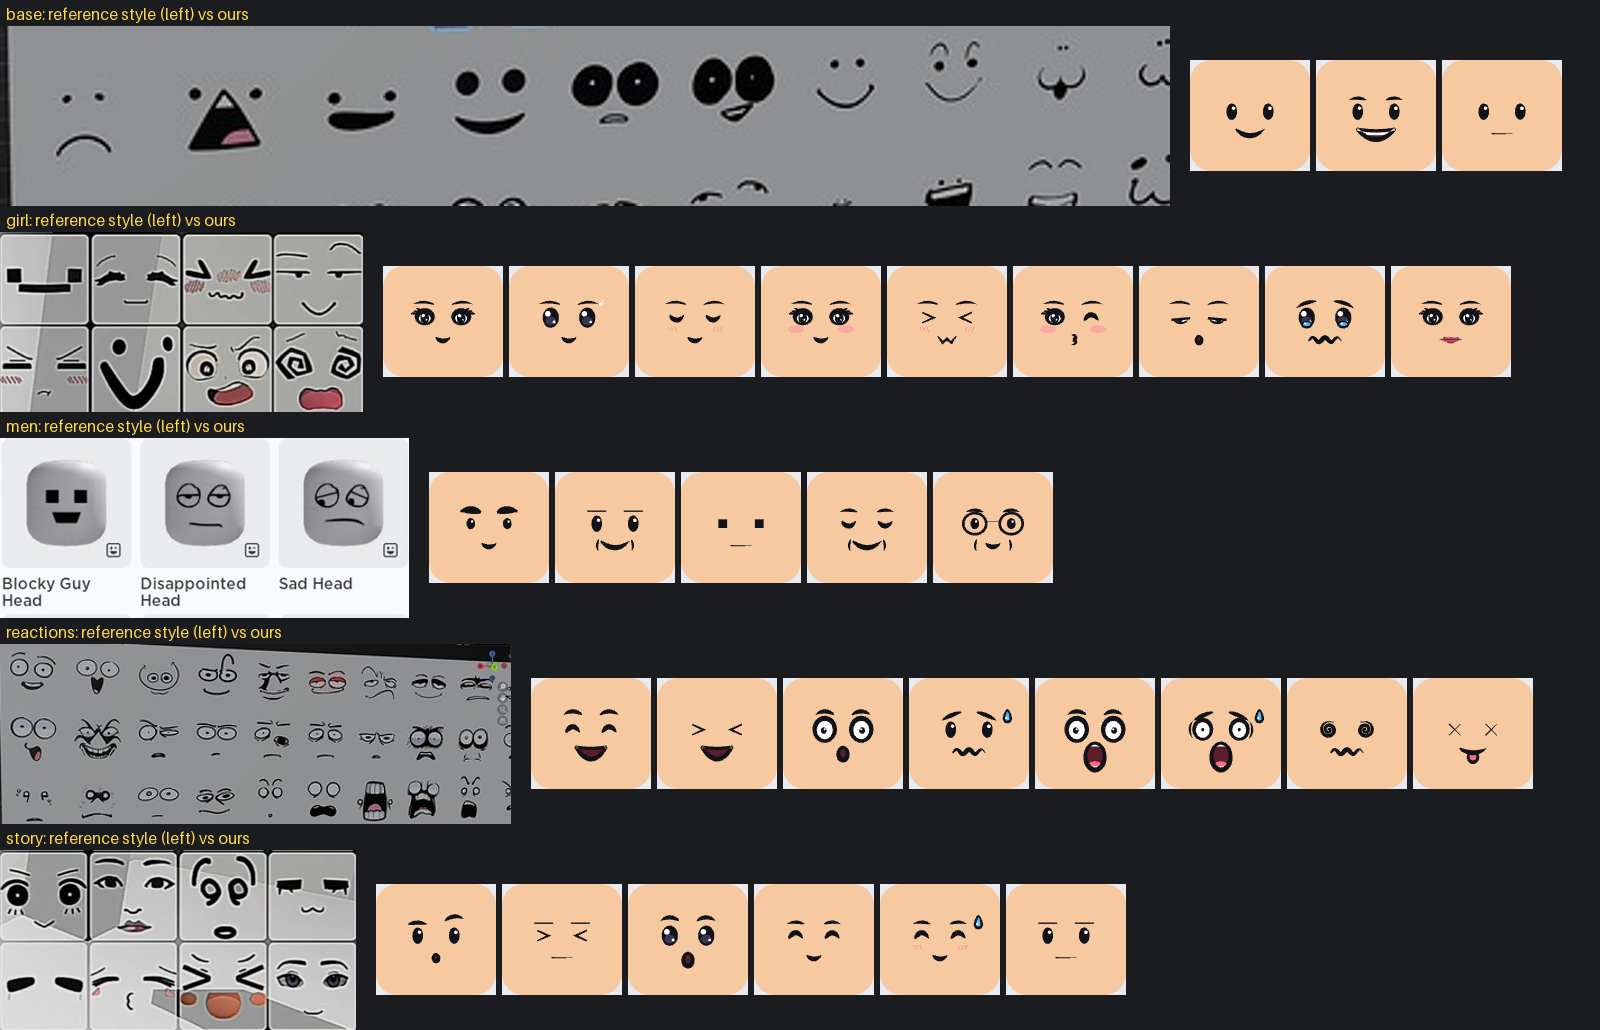 base: reference style (left) vs ours
girl: reference style (left) vs ours
men: reference style (left) vs ours
Blocky Guy
Head
Disappointed
Head
Sad Head
reactions: reference style (left) vs ours
story: reference style (left) vs ours